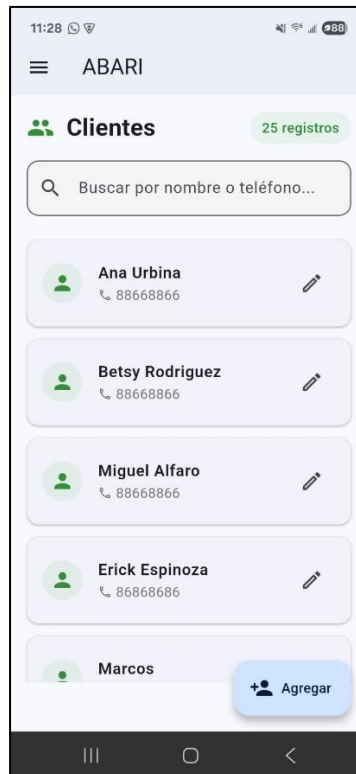 11:28
88
ABARI
Clientes
25 registros
Buscar por nombre o teléfono...
Ana Urbina
88668866
Betsy Rodriguez
88668866
Miguel Alfaro
88668866
Erick Espinoza
86868686
Marcos
Agregar